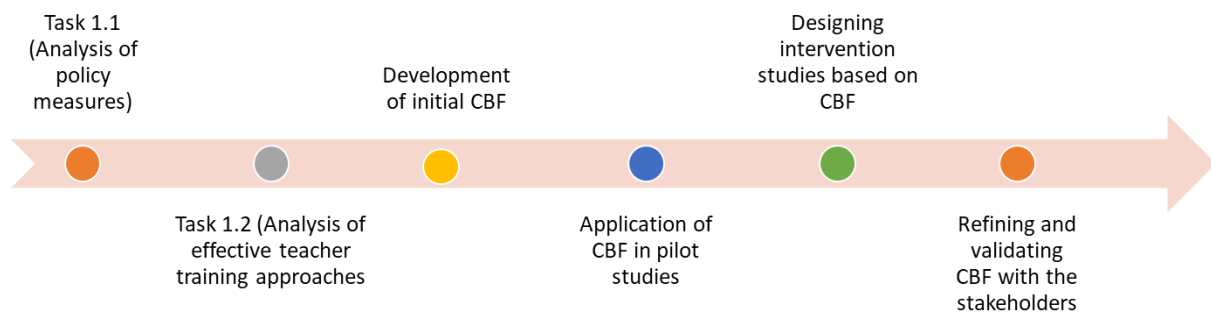 Task 1.1
(Analysis of
policy
measures)
Task 1.2 (Analysis of
effective teacher
training approaches
Development
of initial CBF
Application of
CBF in pilot
studies
Designing
intervention
studies based on
CBF
Refining and
validating
CBF with the
stakeholders